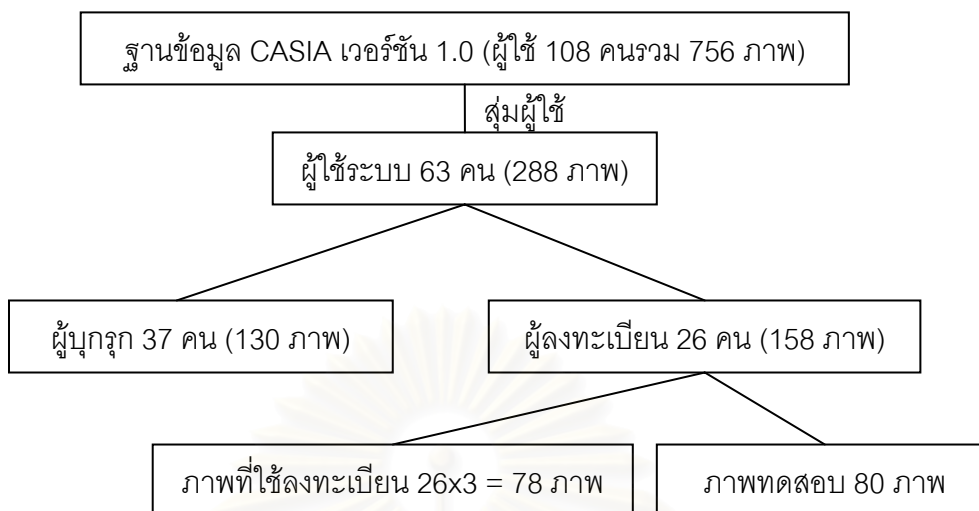 ฐานข้อมูล CASIA เวอร์ชัน 1.0 (ผู้ใช้ 108 คนรวม 756 ภาพ)
สุ่มผู้ใช้
ผู้ใช้ระบบ 63 คน (288 ภาพ)
ผู้บุกรุก 37 คน (130 ภาพ)
ผู้ลงทะเบียน 26 คน (158 ภาพ)
ภาพที่ใช้ลงทะเบียน 26x3 = 78 ภาพ
ภาพทดสอบ 80 ภาพ